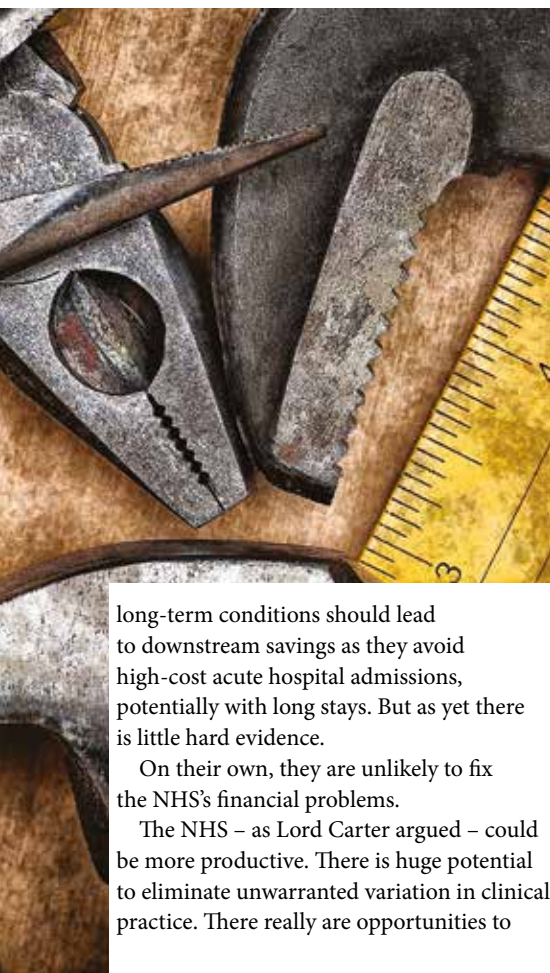 4
3
long-term conditions should lead
to downstream savings as they avoid
high-cost acute hospital admissions,
potentially with long stays. But as yet there
is little hard evidence.
On their own, they are unlikely to fix
the NHS’s financial problems.
The NHS – as Lord Carter argued – could
be more productive. There is huge potential
to eliminate unwarranted variation in clinical
practice. There really are opportunities to